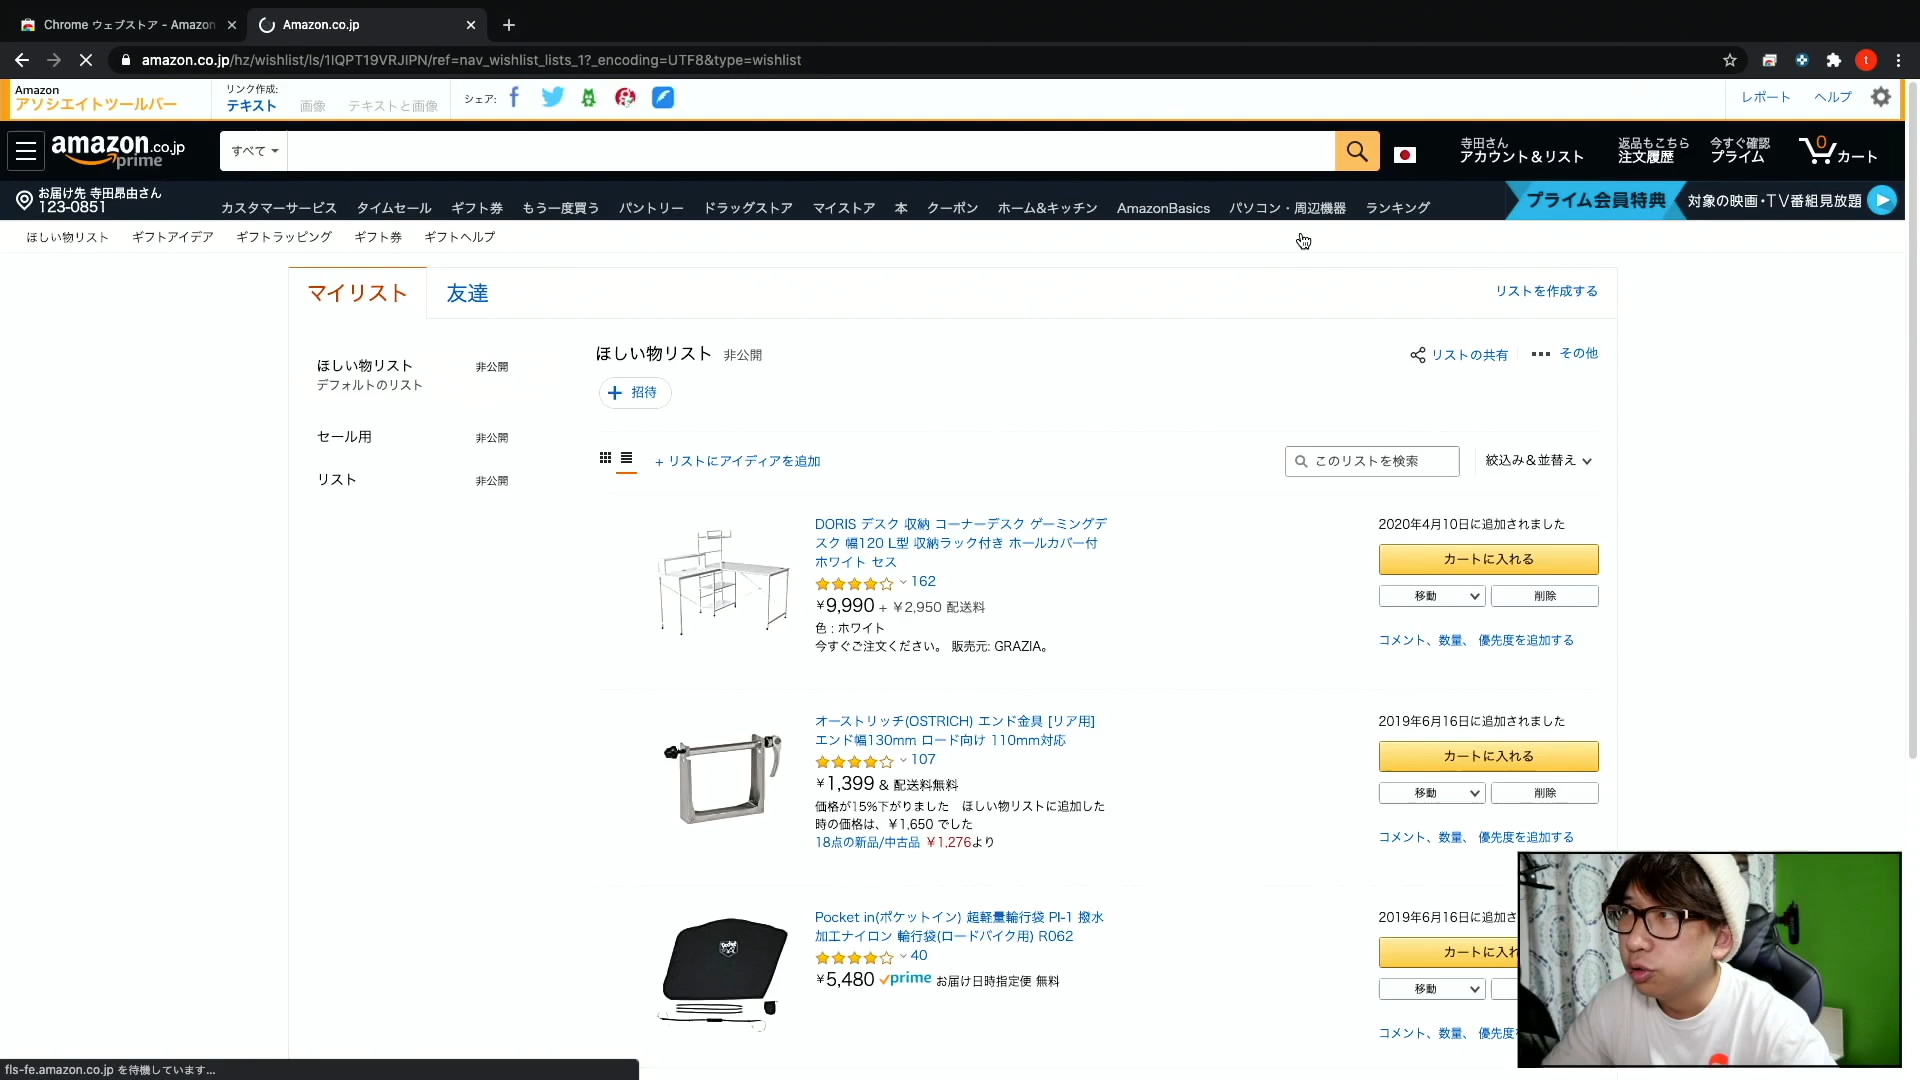 Chrome ウェブストア - Amazon
Amazon.co.jp
amazon.co.jp/hz/wishlist/ls/1IQPT19VRJIPN/ref=nav_wishlist_lists_1?_encoding=UTF8&type=wishlist
t
Amazon
アソシエイトツールバー
リンク作成:
テキスト 画像 テキストと画像
シェア:
レポート ヘルプ
amazon.co.jp
prime
すべて
寺田さん
アカウント＆リスト
返品もこちら
注文履歴
今すぐ確認
プライム
0
カート
お届け先 寺田昂由さん
123-0851
カスタマーサービス タイムセール ギフト券 もう一度買う パントリー ドラッグストア マイストア 本 クーポン ホーム&キッチン AmazonBasics パソコン・周辺機器 ランキング
プライム会員特典 対象の映画・TV番組見放題
ほしい物リスト ギフトアイデア ギフトラッピング ギフト券 ギフトヘルプ
マイリスト 友達
リストを作成する
ほしい物リスト 非公開
デフォルトのリスト
セール用 非公開
リスト 非公開
ほしい物リスト 非公開
リストの共有 その他
招待
+ リストにアイディアを追加
このリストを検索
絞込み＆並替え
DORIS デスク 収納 コーナーデスク ゲーミングデ
スク 幅120 L型 収納ラック付き ホールカバー付
ホワイト セス
162
¥9,990 + ￥2,950 配送料
色 : ホワイト
今すぐご注文ください。 販売元: GRAZIA。
2020年4月10日に追加されました
カートに入れる
移動 削除
コメント、数量、 優先度を追加する
オーストリッチ(OSTRICH) エンド金具 [リア用]
エンド幅130mm ロード向け 110mm対応
107
¥1,399 & 配送料無料
価格が15%下がりました ほしい物リストに追加した
時の価格は、￥1,650 でした
18点の新品/中古品 ￥1,276より
2019年6月16日に追加されました
カートに入れる
移動 削除
コメント、数量、 優先度を追加する
Pocket in(ポケットイン) 超軽量輪行袋 PI-1 撥水
加工ナイロン 輪行袋(ロードバイク用) R062
40
¥5,480 prime お届け日時指定便 無料
2019年6月16日に追加さ
カートに入れ
移動
コメント、数量、 優先度
fls-fe.amazon.co.jp を待機しています...